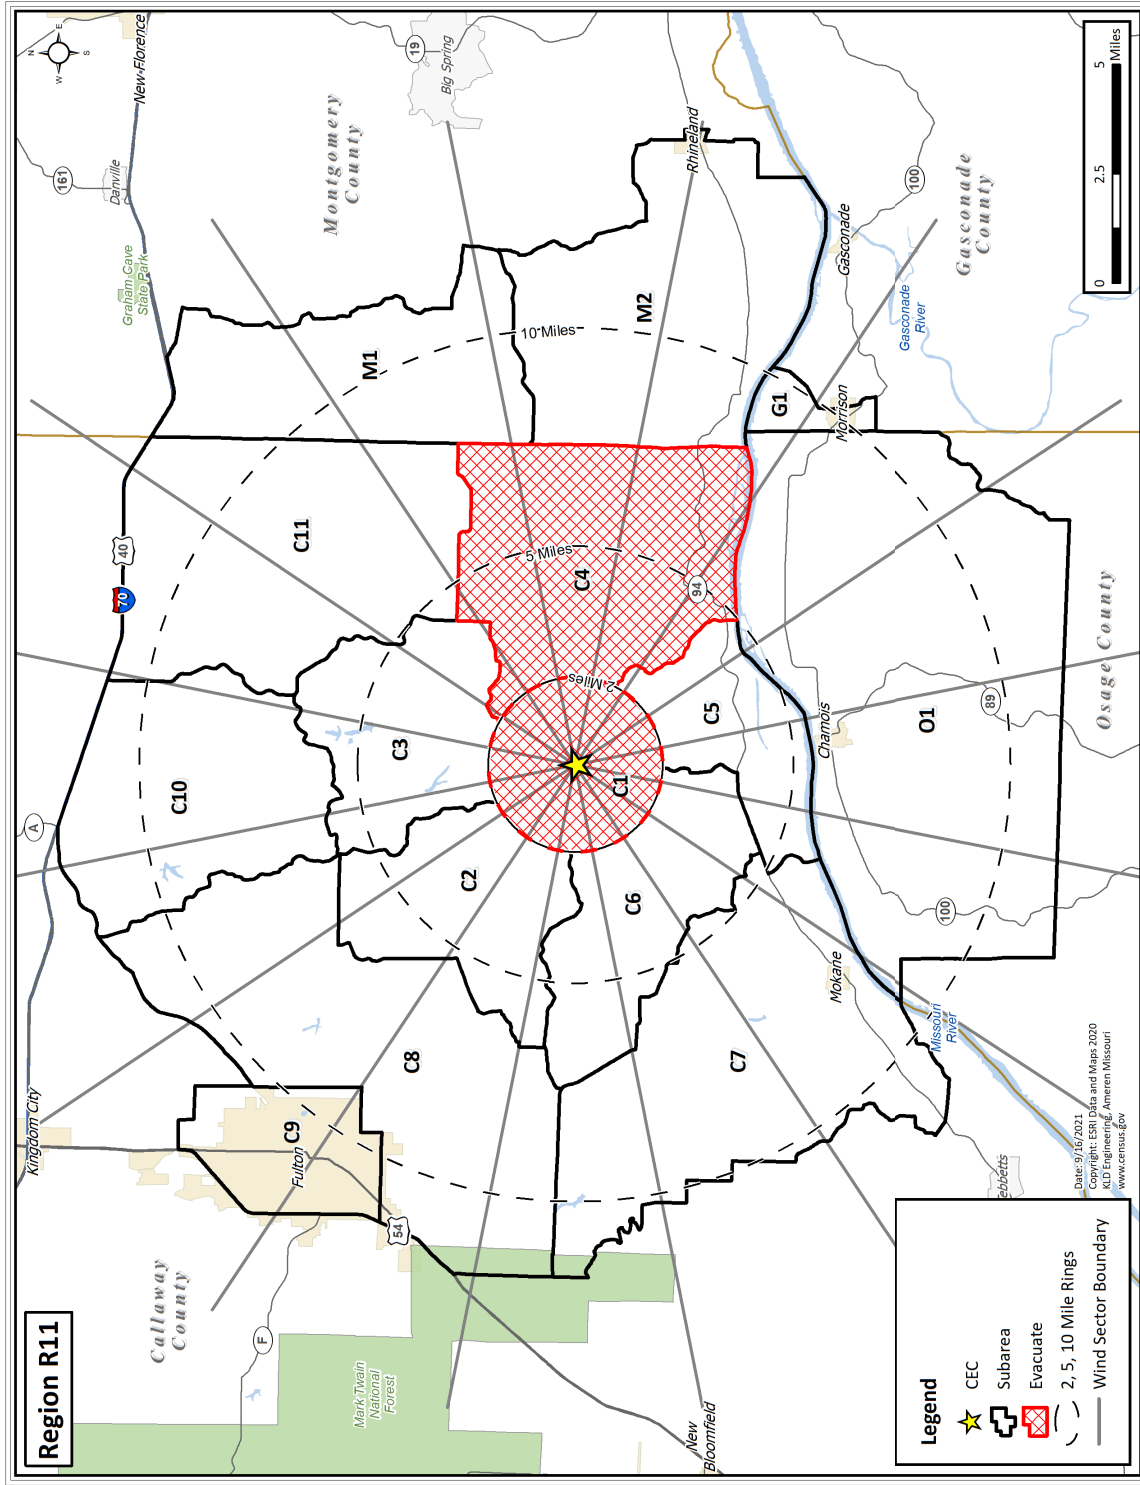 Region R11
Callaway
County
Kingdom City
New Florence
Danville
161
Graham Cave
State Park
Montgomery
County
19
Big Spring
A
70
40
F
Fulton
54
C9
C8
C10
C11
M1
C2
C3
C1
C4
C5
C6
C7
M2
G1
O1
2 Miles
5 Miles
10 Miles
94
Rhineland
Mark Twain
National
Forest
New
Bloomfield
Mokane
Chamois
Morrison
Gasconade
100
Gasconade
River
Gasconade
County
89
100
Missouri
River
Osage County
ebbetts
N
E
S
W
0
2.5
5
Miles
Legend
CEC
Subarea
Evacuate
2, 5, 10 Mile Rings
Wind Sector Boundary
Date: 9/16/2021
Copyright: ESRI Data and Maps 2020
KLD Engineering, Ameren Missouri
www.census.gov